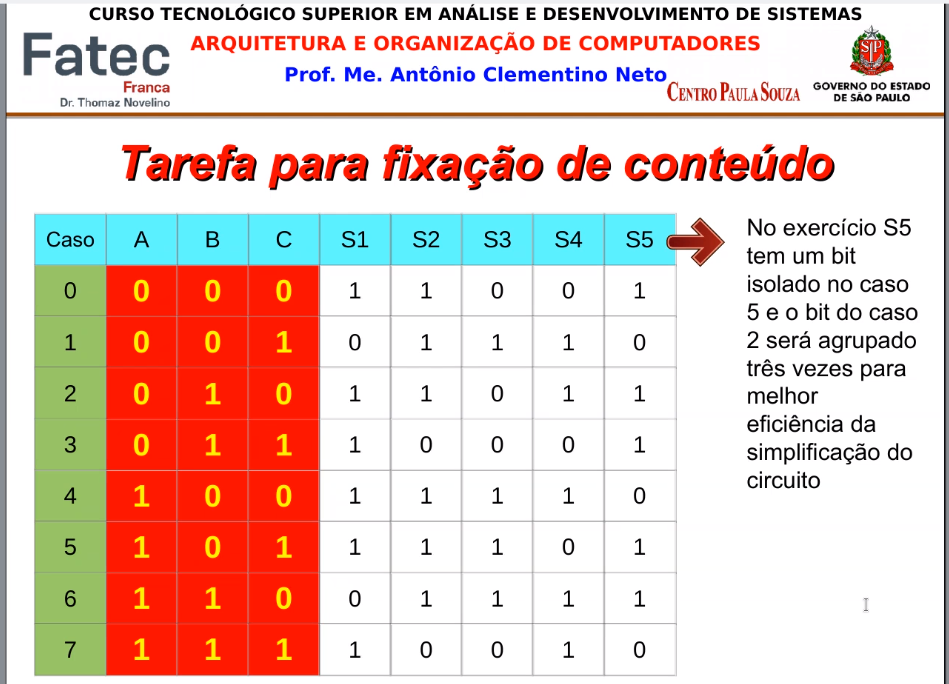 CURSO TECNOLÓGICO SUPERIOR EM ANÁLISE E DESENVOLVIMENTO DE SISTEMAS
Fatec
Franca
Dr. Thomaz Novelino
ARQUITETURA E ORGANIZAÇÃO DE COMPUTADORES
Prof. Me. Antônio Clementino Neto
CENTRO PAULA SOUZA
GOVERNO DO ESTADO
DE SÃO PAULO
Tarefa para fixação de conteúdo
Caso A B C S1 S2 S3 S4 S5
0 0 0 0 1 1 0 0 1
1 0 0 1 0 1 1 1 0
2 0 1 0 1 1 0 1 1
3 0 1 1 1 0 0 0 1
4 1 0 0 1 1 1 1 0
5 1 0 1 1 1 1 0 1
6 1 1 0 0 1 1 1 1
7 1 1 1 1 0 0 1 0
No exercício S5
tem um bit
isolado no caso
5 e o bit do caso
2 será agrupado
três vezes para
melhor
eficiência da
simplificação do
circuito